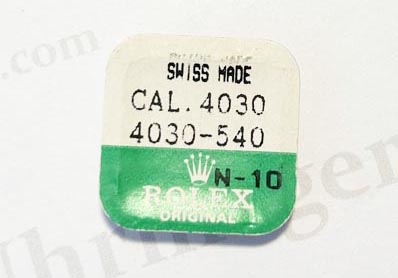 SWISS MADE
CAL. 4030
4030-540
N-10
ROLEX
ORIGINAL